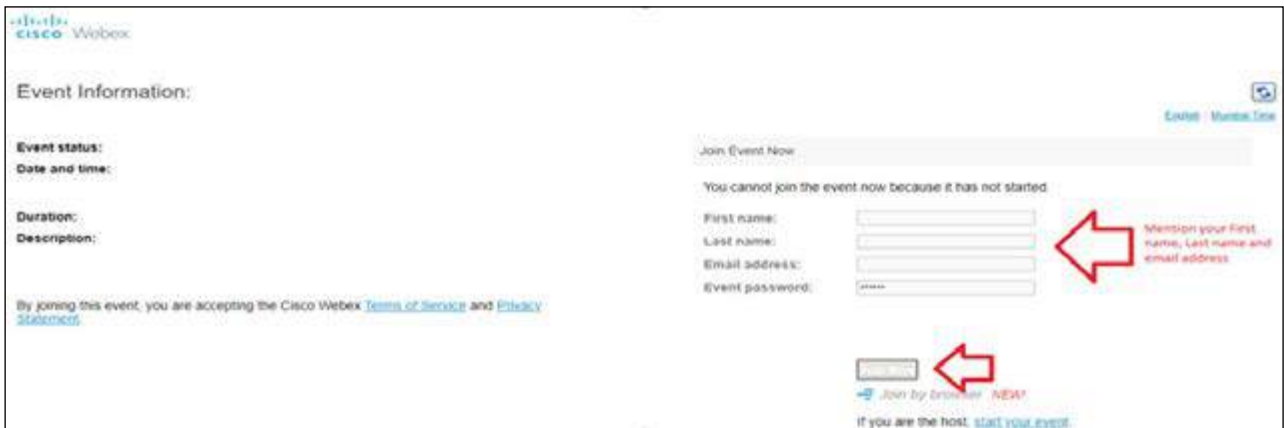 cisco Webex
Event Information:
English | Mumbai Time
Event status:
Date and time:
Duration:
Description:
By joining this event, you are accepting the Cisco Webex Terms of Service and Privacy
Statement.
Join Event Now
You cannot join the event now because it has not started.
First name:
Last name:
Email address:
Event password:
Mention your First
name, Last name and
email address
Join by browser NEW!
If you are the host, start your event.